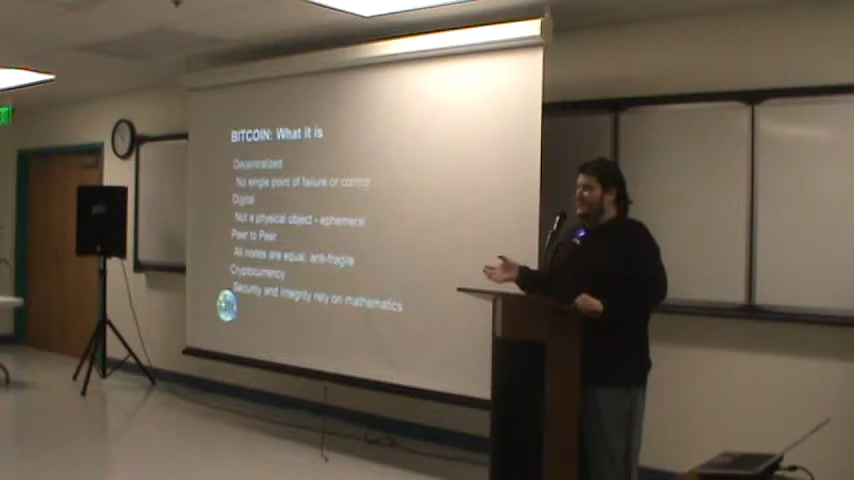 EXIT
BITCOIN: What it is
Decentralized
No single point of failure or control
Digital
Not a physical object - ephemeral
Peer to Peer
All nodes are equal, anti-fragile
Cryptocurrency
Security and integrity rely on mathematics